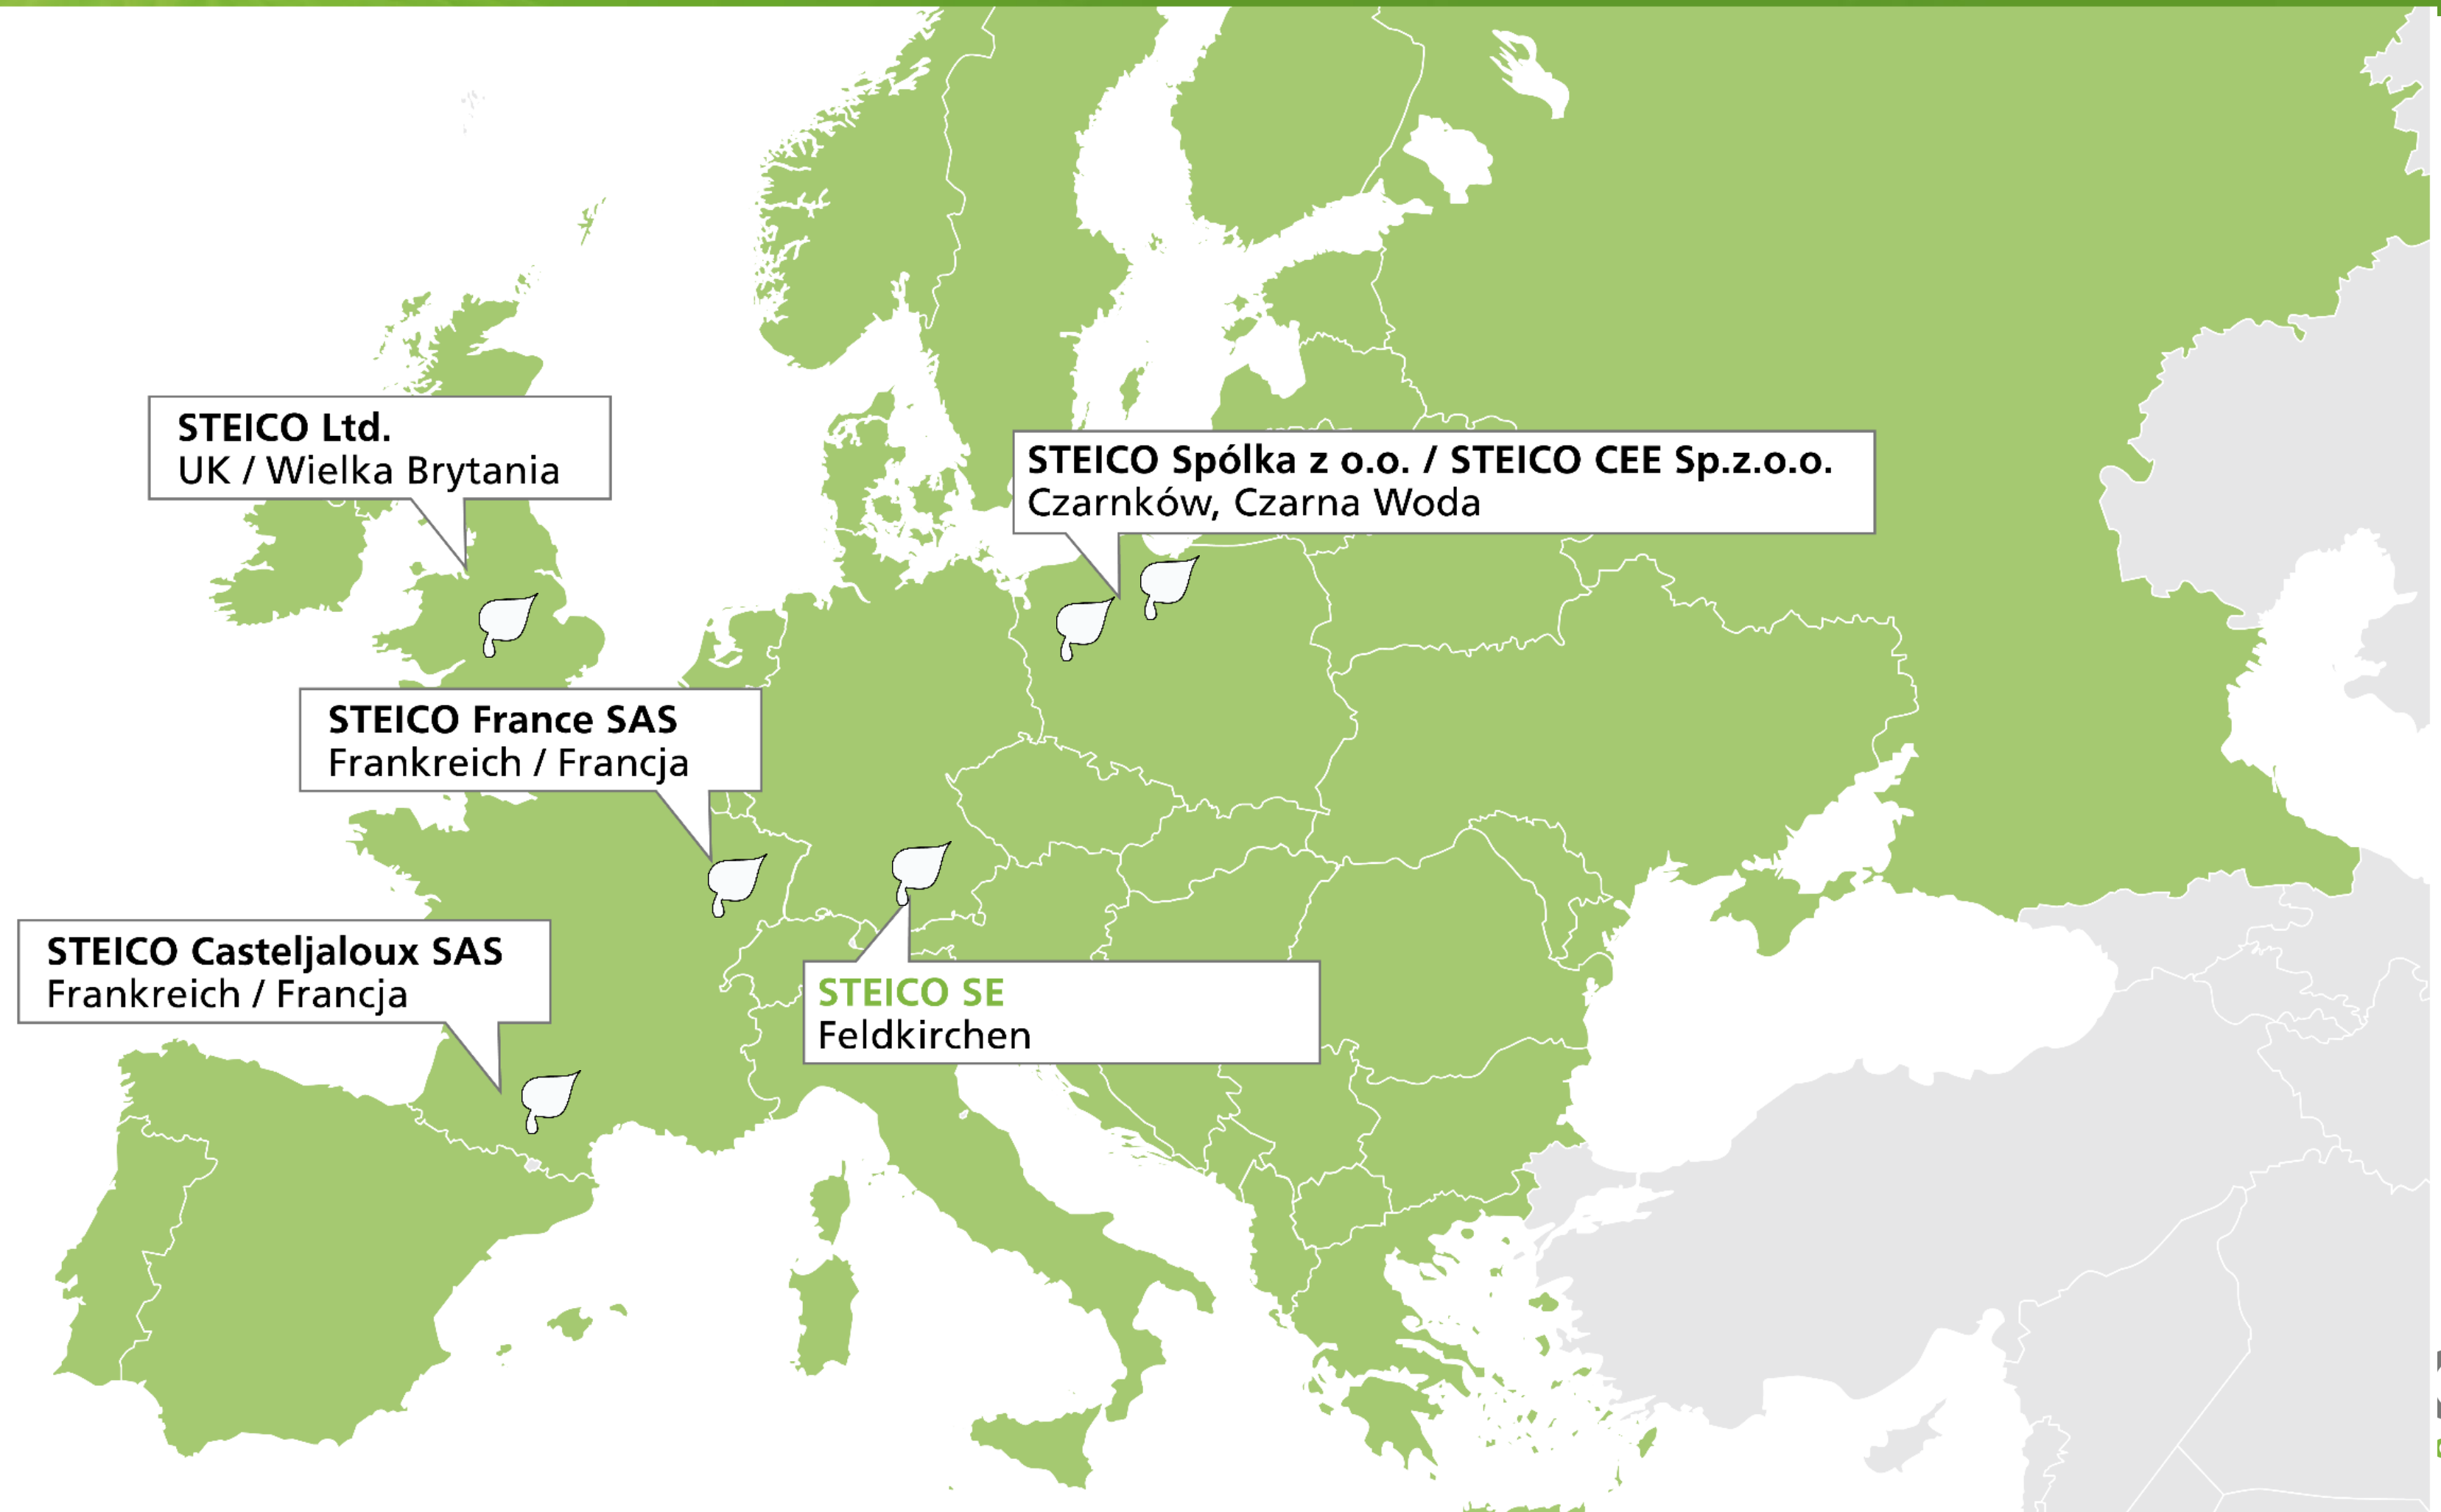 STEICO Ltd.
UK / Wielka Brytania
STEICO Spólka z o.o. / STEICO CEE Sp.z.o.o.
Czarnków, Czarna Woda
STEICO France SAS
Frankreich / Francja
STEICO Casteljaloux SAS
Frankreich / Francja
STEICO SE
Feldkirchen